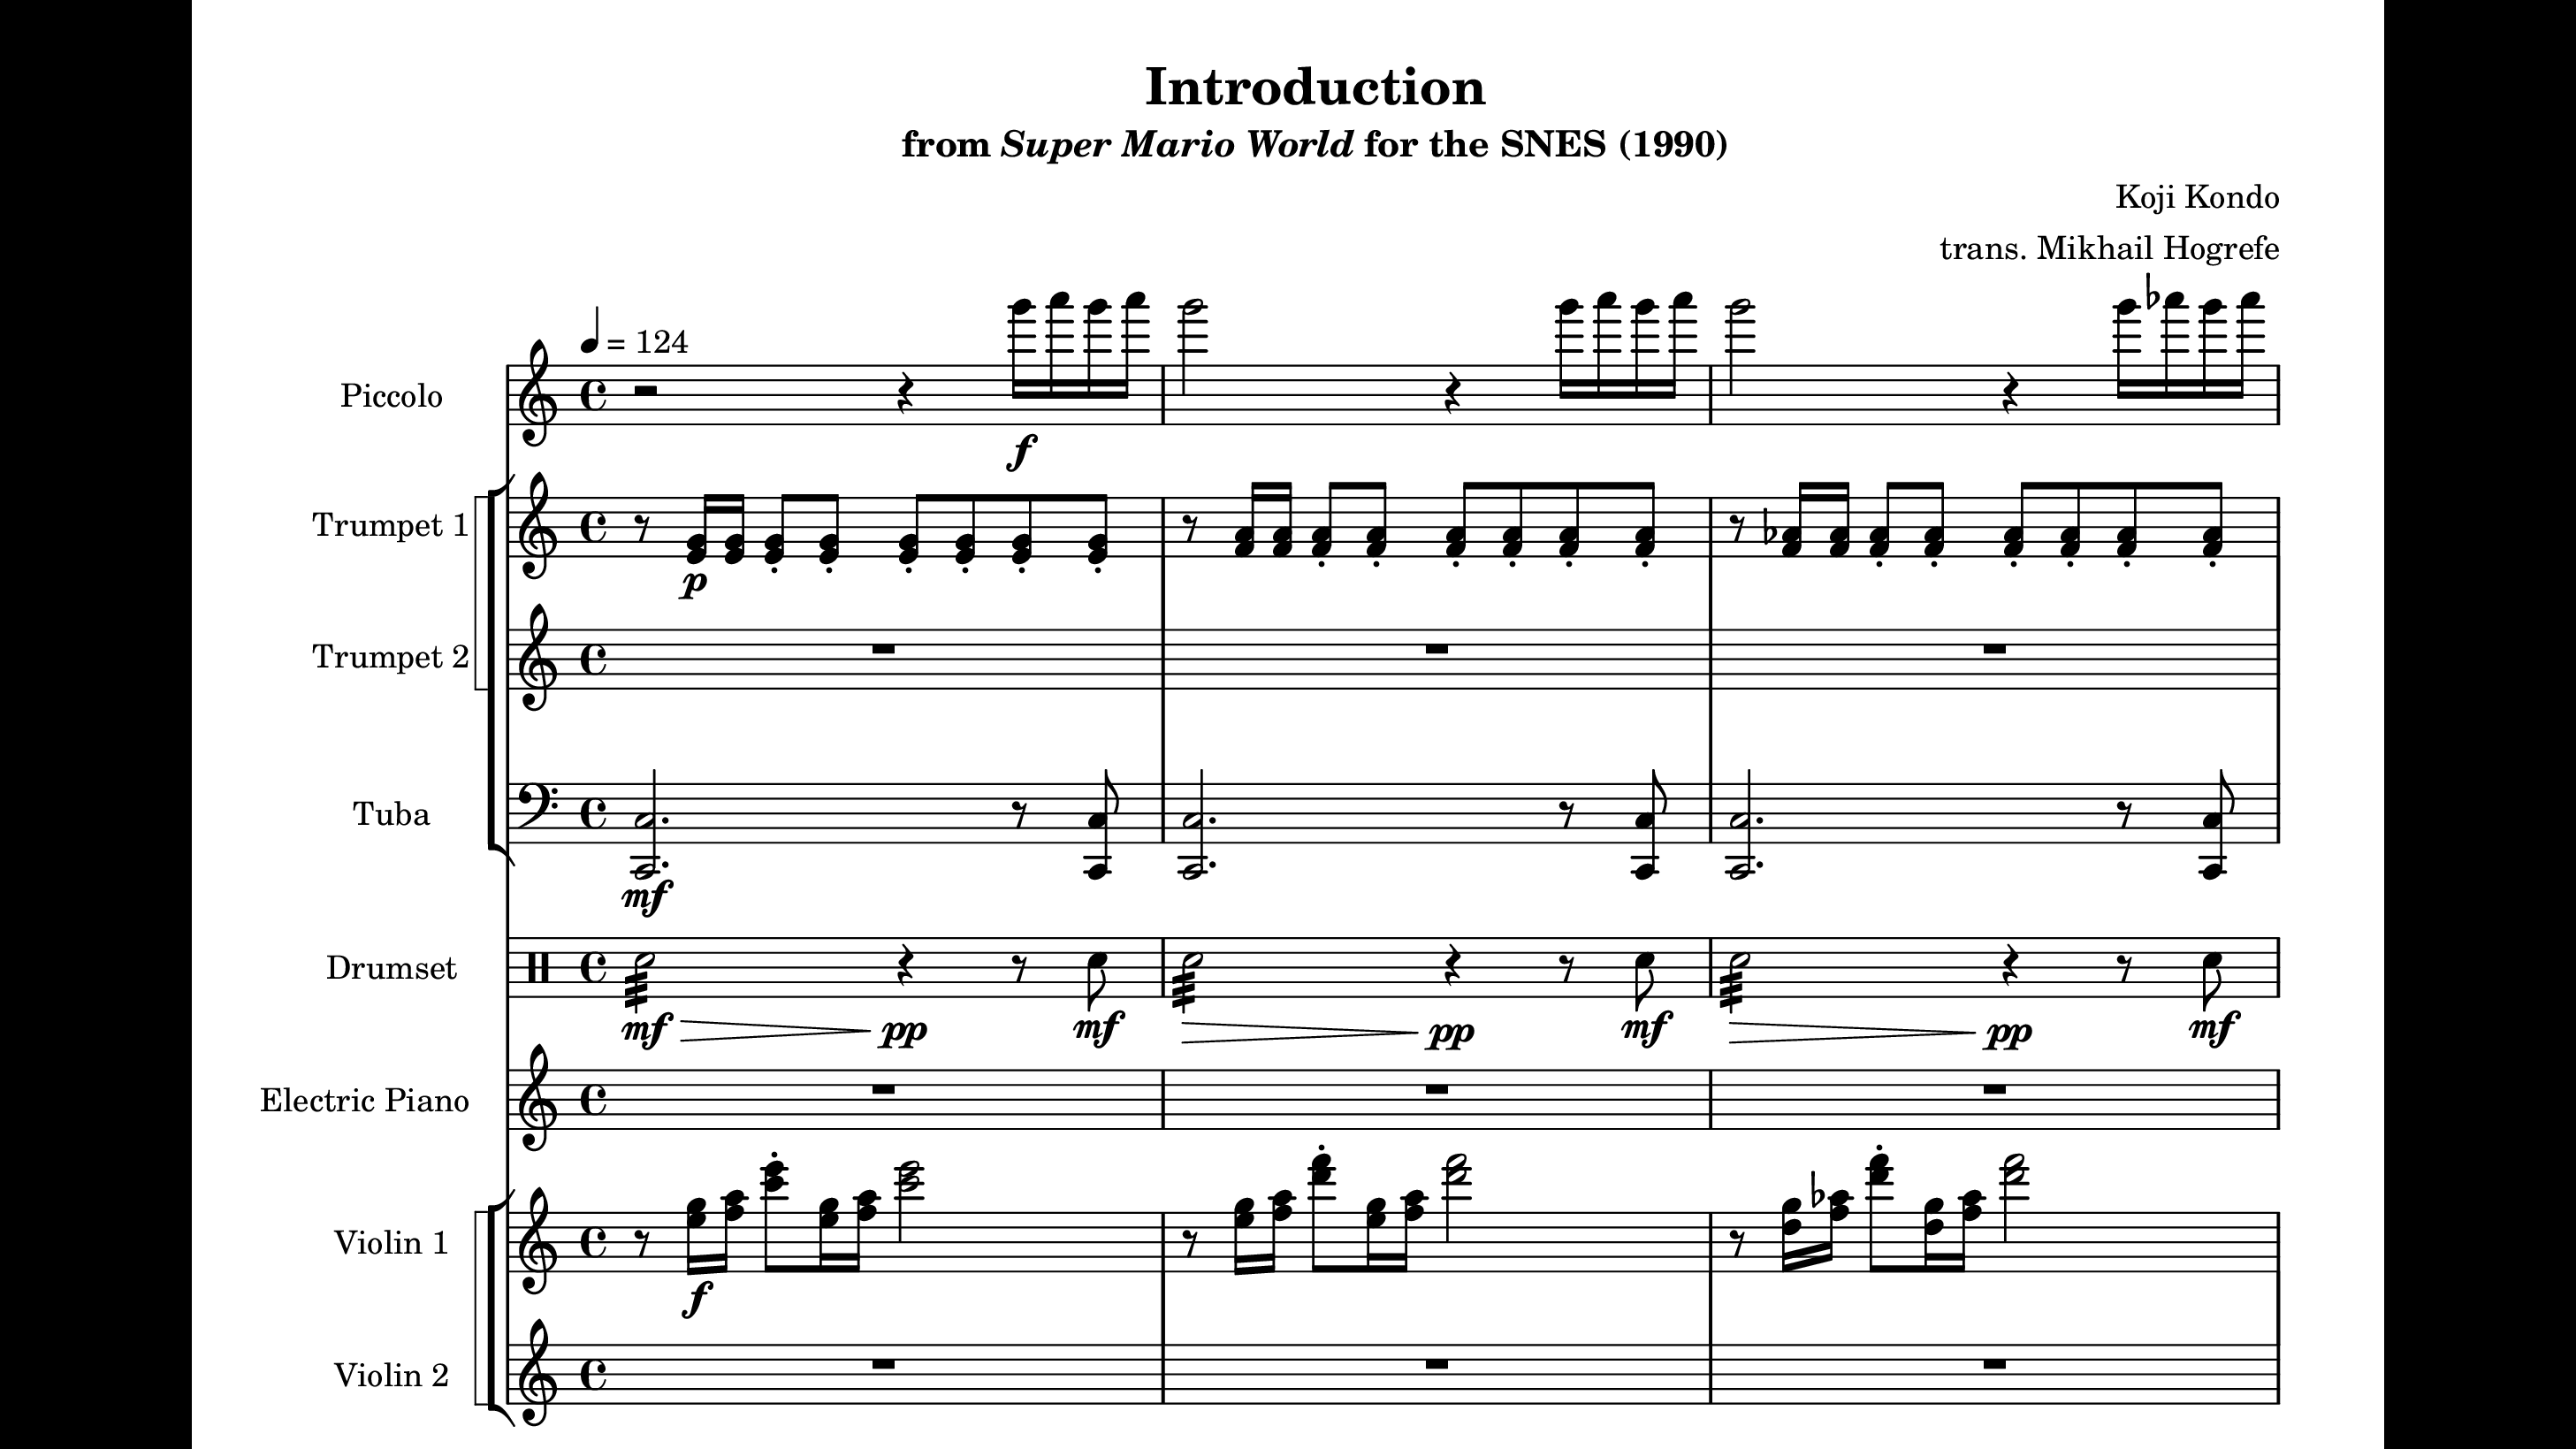 Introduction
from Super Mario World for the SNES (1990)
Koji Kondo
trans. Mikhail Hogrefe
= 124
Piccolo
f
Trumpet 1
p
Trumpet 2
Tuba
mf
Drumset
mf pp mf pp mf pp mf
Electric Piano
Violin 1
f
Violin 2